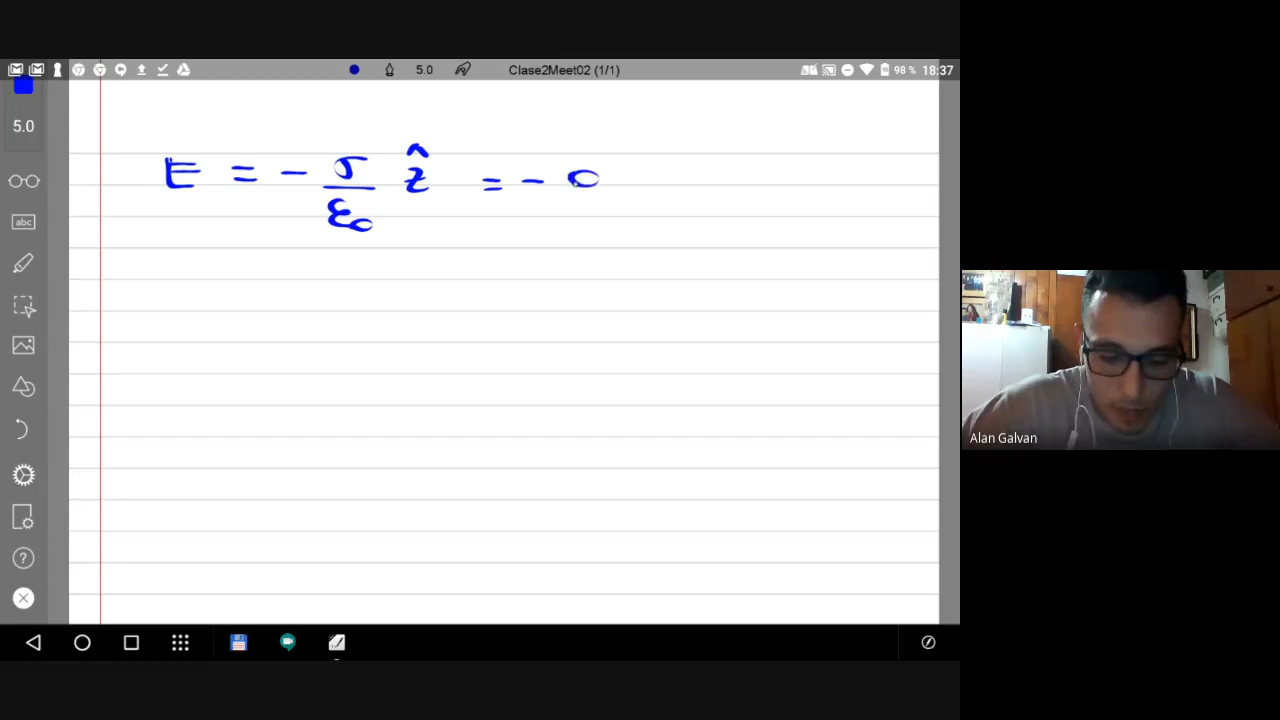 5.0 Clase2Meet02 (1/1) 98 % 18:37
5.0
E = - σ/ε₀ ẑ = - 
abc
Alan Galvan